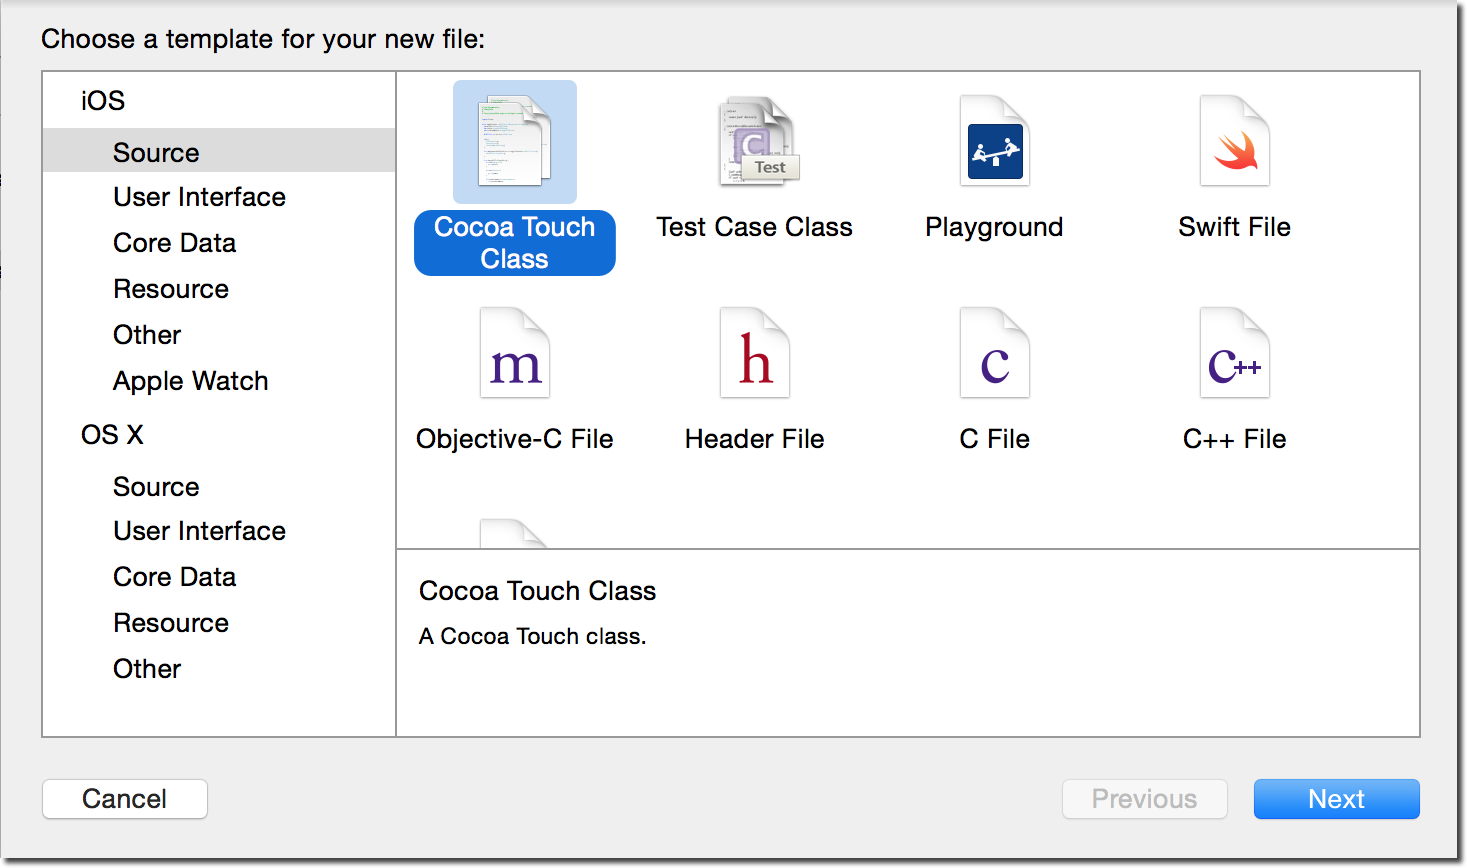 Choose a template for your new file:
iOS
Source
User Interface
Core Data
Resource
Other
Apple Watch
OS X
Source
User Interface
Core Data
Resource
Other
C
Test
Cocoa Touch
Class
Test Case Class
Playground
Swift File
m
h
c
C++
Objective-C File
Header File
C File
C++ File
Cocoa Touch Class
A Cocoa Touch class.
Cancel
Previous
Next